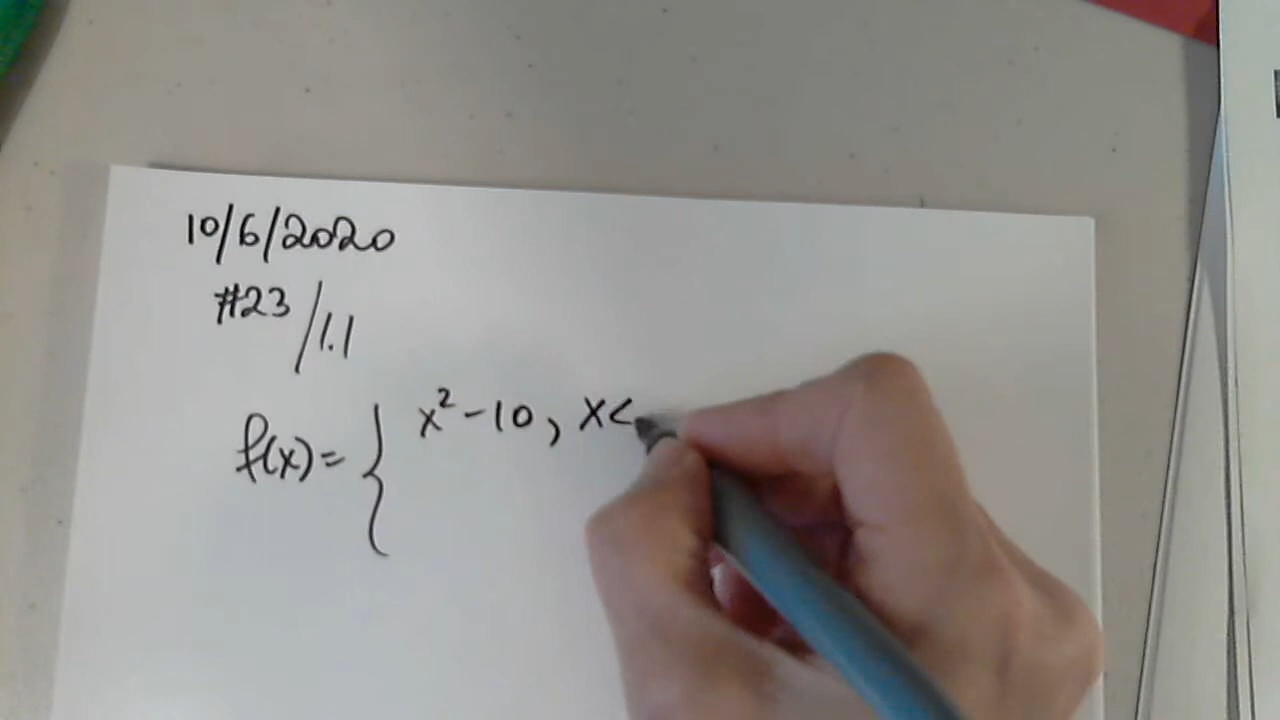 10/6/2020
#23/1.1
f(x)= { x²-10, x<